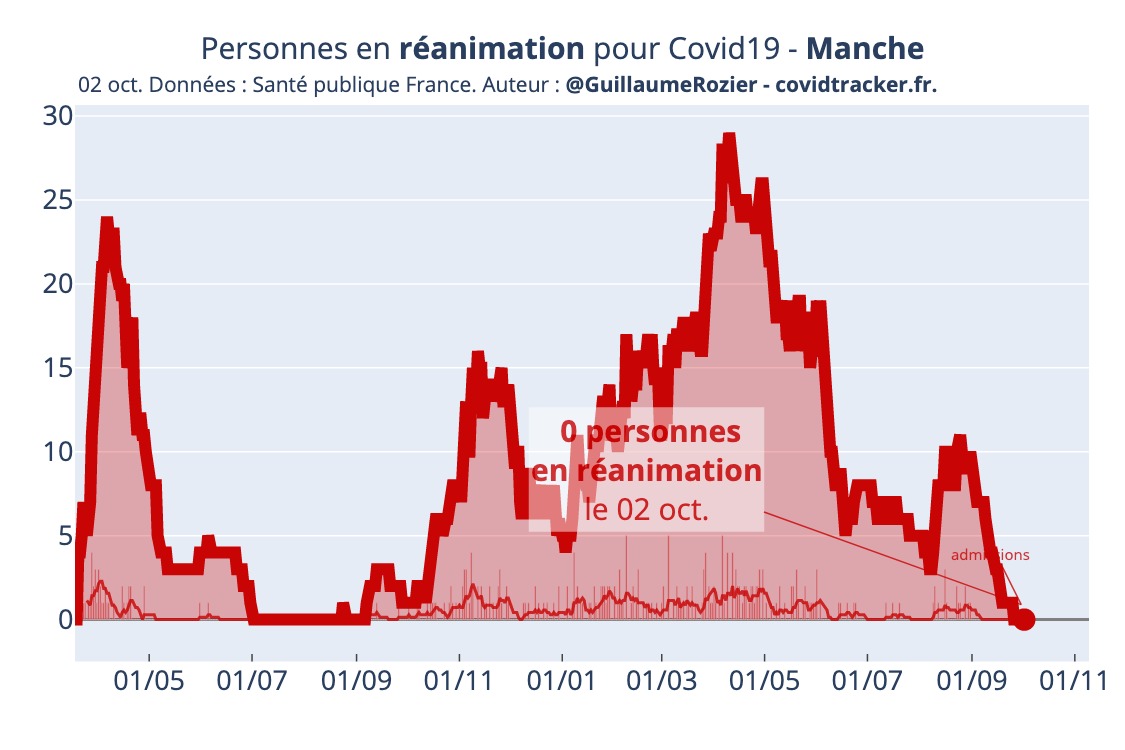 Personnes en réanimation pour Covid19 - Manche
02 oct. Données : Santé publique France. Auteur : @GuillaumeRozier - covidtracker.fr.
30
25
20
15
10
5
0
0 personnes
en réanimation
le 02 oct.
admissions
01/05 01/07 01/09 01/11 01/01 01/03 01/05 01/07 01/09 01/11